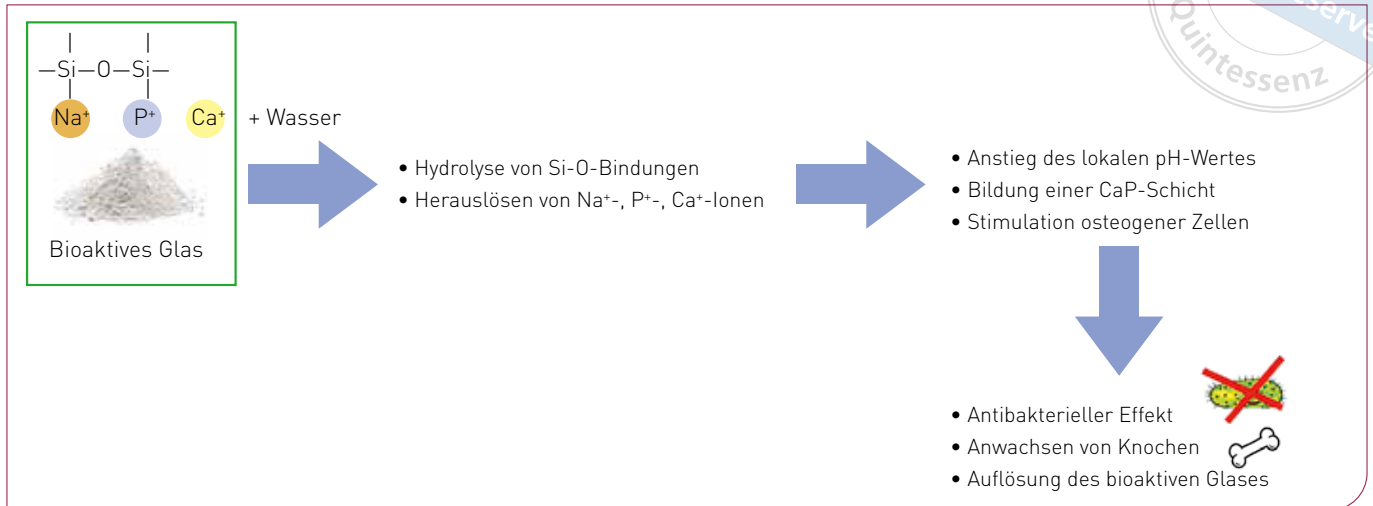 Quintessenz
—Si—O—Si—
Na⁺ P⁺ Ca⁺ + Wasser
Bioaktives Glas
• Hydrolyse von Si-O-Bindungen
• Herauslösen von Na⁺-, P⁺-, Ca⁺-Ionen
• Anstieg des lokalen pH-Wertes
• Bildung einer CaP-Schicht
• Stimulation osteogener Zellen
• Antibakterieller Effekt
• Anwachsen von Knochen
• Auflösung des bioaktiven Glases